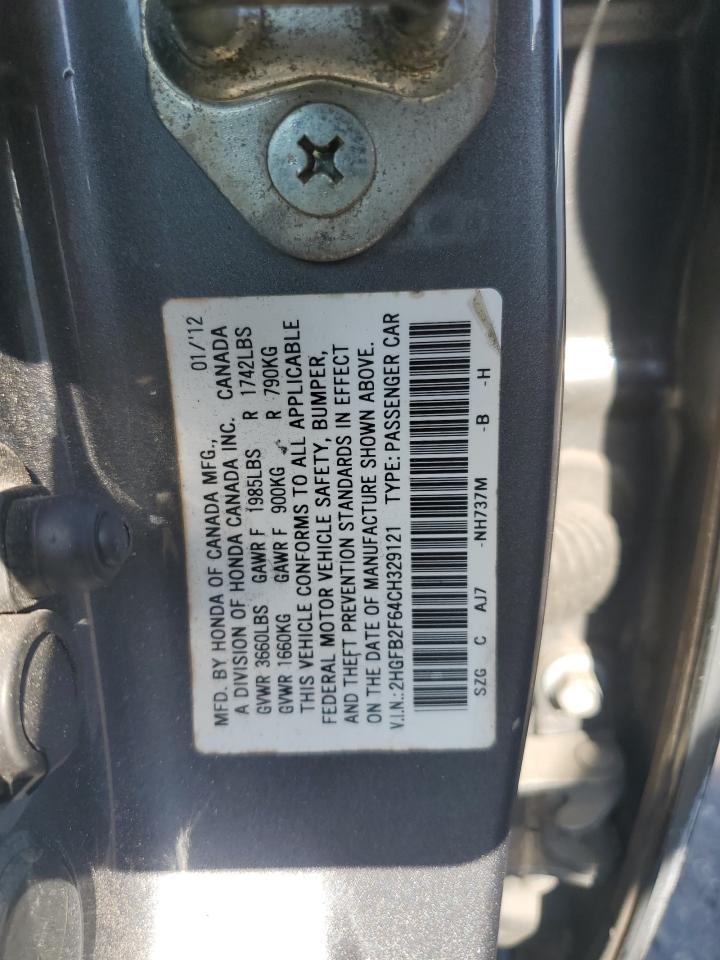 MFD. BY HONDA OF CANADA MFG., 01/'12
A DIVISION OF HONDA CANADA INC. CANADA
GVWR 3660LBS GAWR F 1985LBS R 1742LBS
GVWR 1660KG GAWR F 900KG R 790KG
THIS VEHICLE CONFORMS TO ALL APPLICABLE
FEDERAL MOTOR VEHICLE SAFETY, BUMPER,
AND THEFT PREVENTION STANDARDS IN EFFECT
ON THE DATE OF MANUFACTURE SHOWN ABOVE.
V.I.N.:2HGFB2F64CH329121 TYPE:PASSENGER CAR
SZG C AJ7 -NH737M -B -H